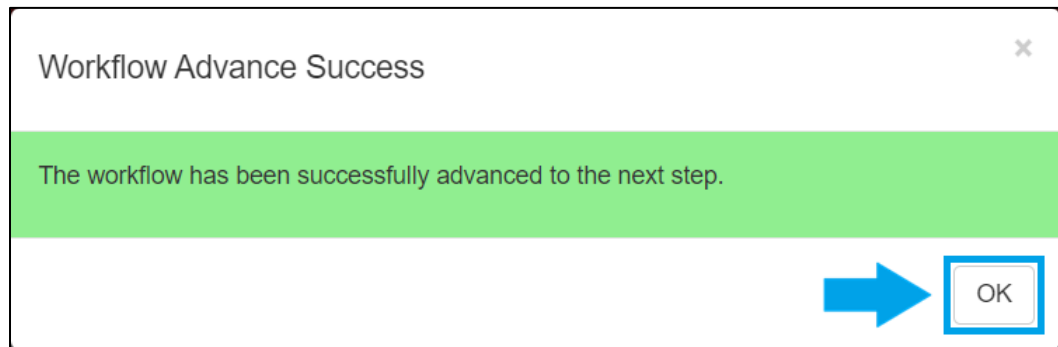 Workflow Advance Success
×
The workflow has been successfully advanced to the next step.
OK